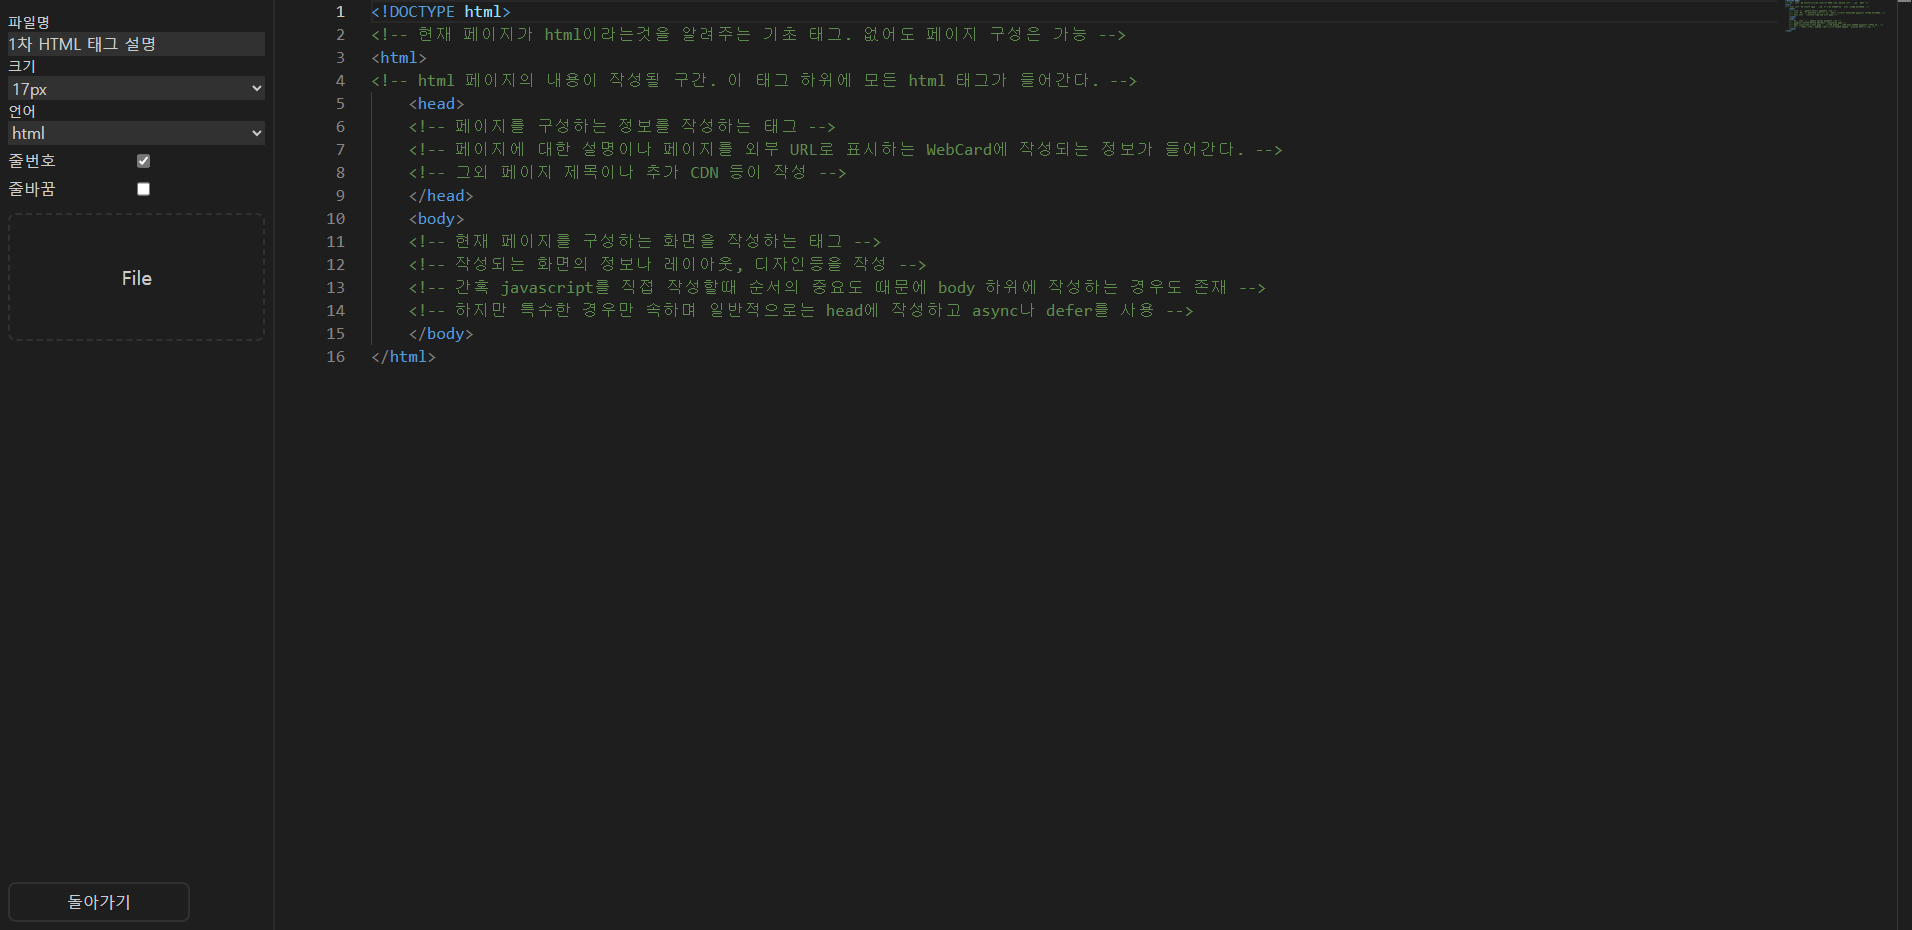 파일명
1차 HTML 태그 설명
크기
17px
언어
html
줄번호
줄바꿈
File
돌아가기
1 <!DOCTYPE html>
2 <!-- 현재 페이지가 html이라는것을 알려주는 기초 태그. 없어도 페이지 구성은 가능 -->
3 <html>
4 <!-- html 페이지의 내용이 작성될 구간. 이 태그 하위에 모든 html 태그가 들어간다. -->
5     <head>
6     <!-- 페이지를 구성하는 정보를 작성하는 태그 -->
7     <!-- 페이지에 대한 설명이나 페이지를 외부 URL로 표시하는 WebCard에 작성되는 정보가 들어간다. -->
8     <!-- 그외 페이지 제목이나 추가 CDN 등이 작성 -->
9     </head>
10     <body>
11     <!-- 현재 페이지를 구성하는 화면을 작성하는 태그 -->
12     <!-- 작성되는 화면의 정보나 레이아웃, 디자인등을 작성 -->
13     <!-- 간혹 javascript를 직접 작성할때 순서의 중요도 때문에 body 하위에 작성하는 경우도 존재 -->
14     <!-- 하지만 특수한 경우만 속하며 일반적으로는 head에 작성하고 async나 defer를 사용 -->
15     </body>
16 </html>